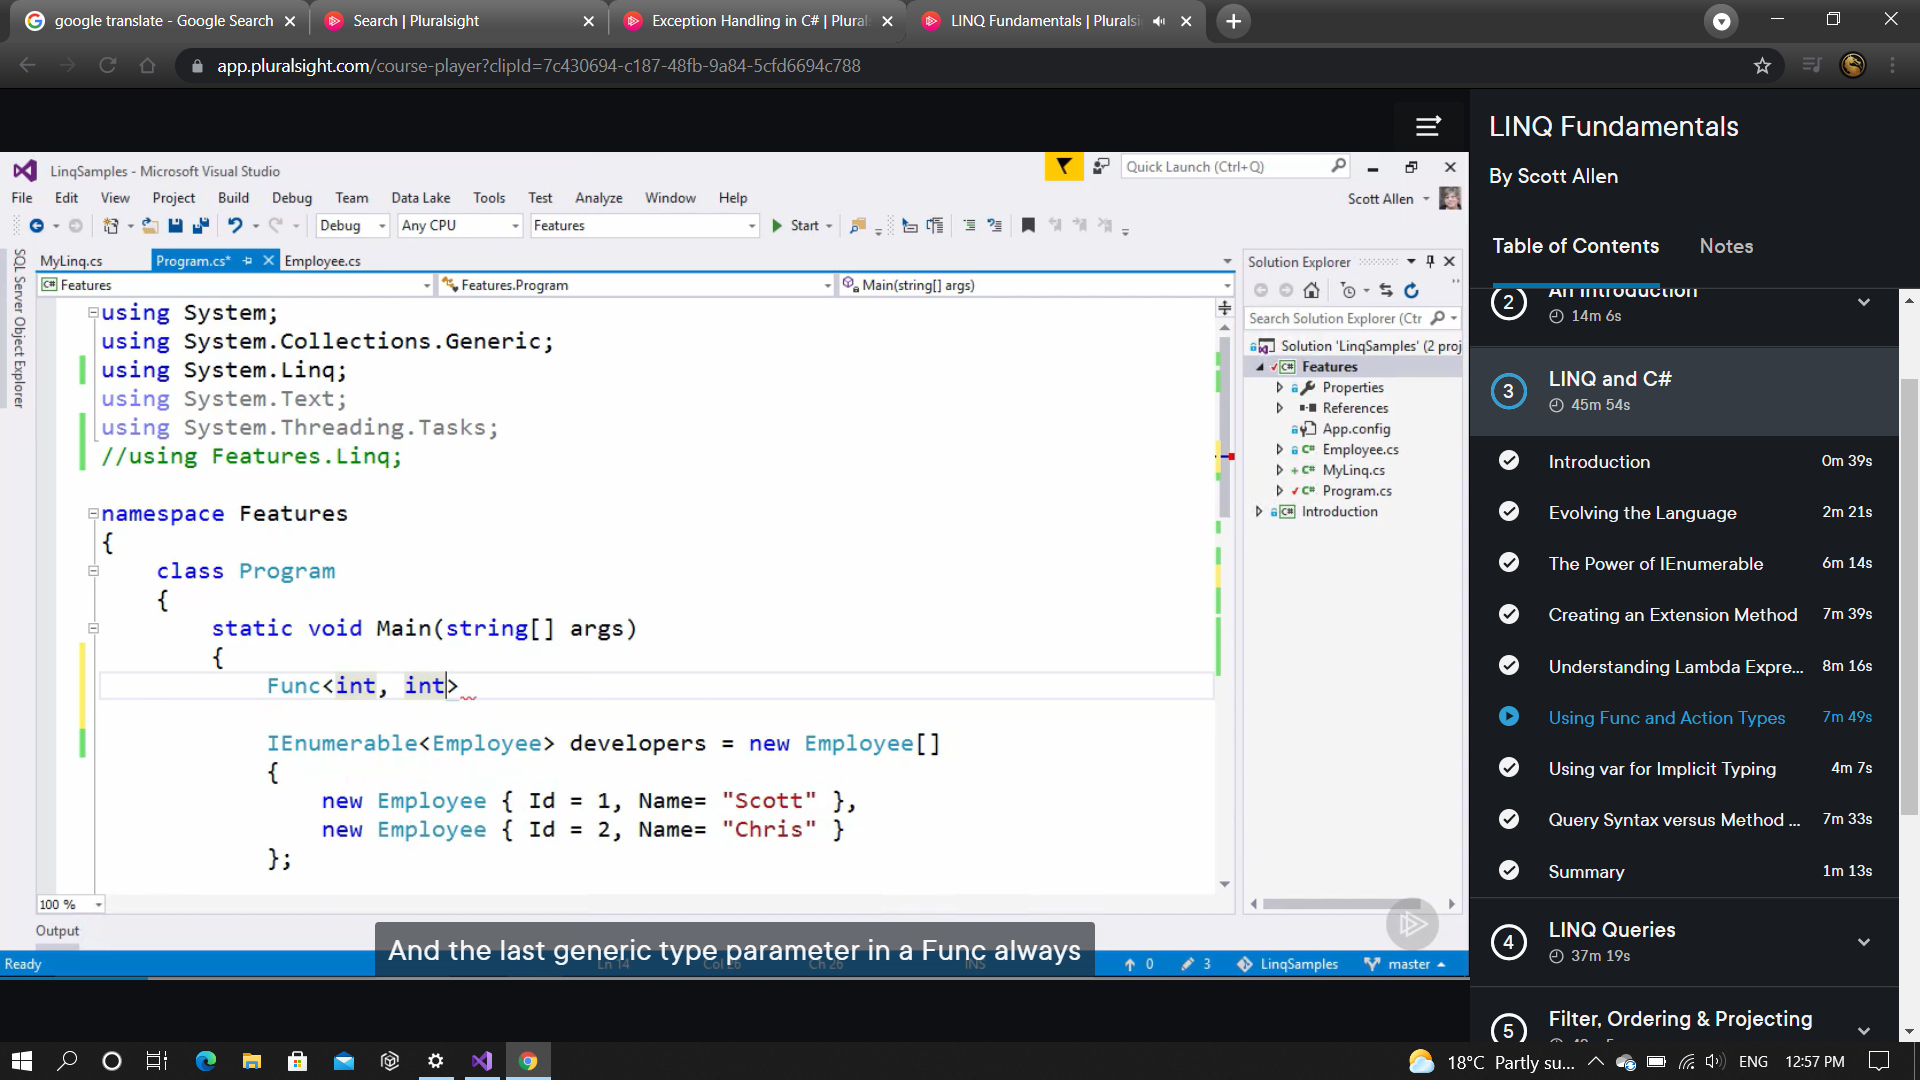 google translate - Google Search
Search | Pluralsight
Exception Handling in C# | Plural
LINQ Fundamentals | Pluralsi
app.pluralsight.com/course-player?clipId=7c430694-c187-48fb-9a84-5cfd6694c788
LinqSamples - Microsoft Visual Studio
Quick Launch (Ctrl+Q)
File Edit View Project Build Debug Team Data Lake Tools Test Analyze Window Help
Scott Allen
Debug Any CPU Features Start
SQL Server Object Explorer
MyLinq.cs Program.cs* Employee.cs
Features Features.Program Main(string[] args)
using System;
using System.Collections.Generic;
using System.Linq;
using System.Text;
using System.Threading.Tasks;
//using Features.Linq;
namespace Features
{
class Program
{
static void Main(string[] args)
{
Func<int, int>
IEnumerable<Employee> developers = new Employee[]
{
new Employee { Id = 1, Name= "Scott" },
new Employee { Id = 2, Name= "Chris" }
};
100 %
Output
Solution Explorer
Search Solution Explorer (Ctr
Solution 'LinqSamples' (2 proj
C# Features
Properties
References
App.config
C# Employee.cs
C# MyLinq.cs
C# Program.cs
C# Introduction
And the last generic type parameter in a Func always
Ready Ln 14 Col 26 Ch 26 INS 0 3 LinqSamples master
LINQ Fundamentals
By Scott Allen
Table of Contents Notes
2 An Introduction
14m 6s
3 LINQ and C#
45m 54s
Introduction 0m 39s
Evolving the Language 2m 21s
The Power of IEnumerable 6m 14s
Creating an Extension Method 7m 39s
Understanding Lambda Expre... 8m 16s
Using Func and Action Types 7m 49s
Using var for Implicit Typing 4m 7s
Query Syntax versus Method ... 7m 33s
Summary 1m 13s
4 LINQ Queries
37m 19s
5 Filter, Ordering & Projecting
18°C Partly su... ENG 12:57 PM